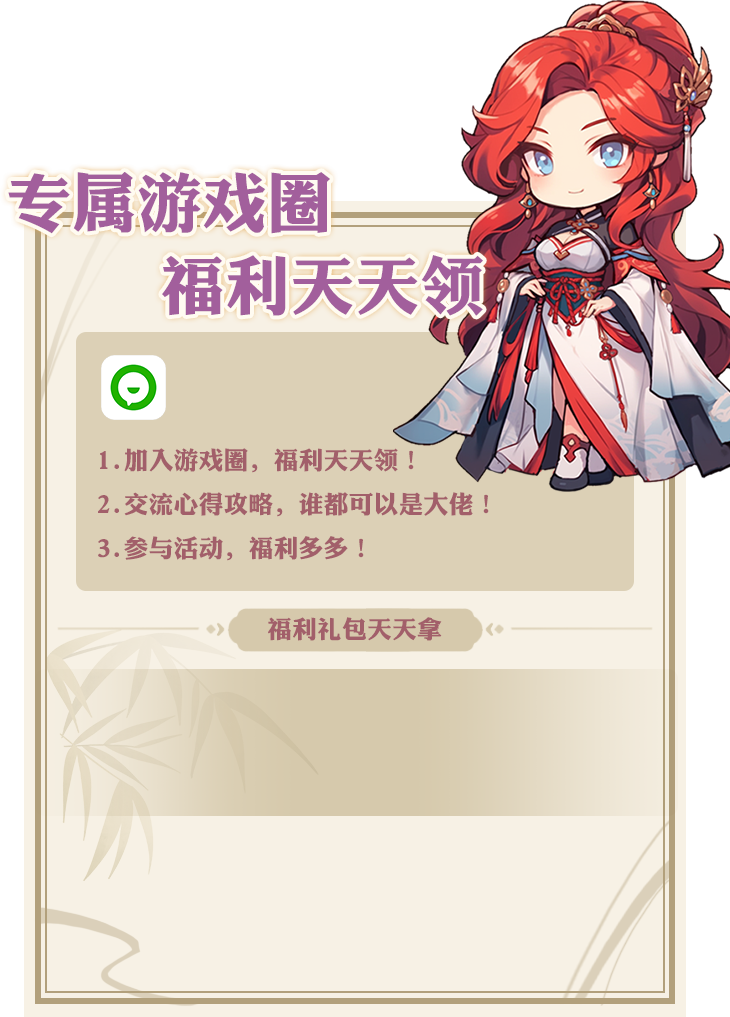 专属游戏圈
福利天天领
1.加入游戏圈，福利天天领！
2.交流心得攻略，谁都可以是大佬！
3.参与活动，福利多多！
福利礼包天天拿